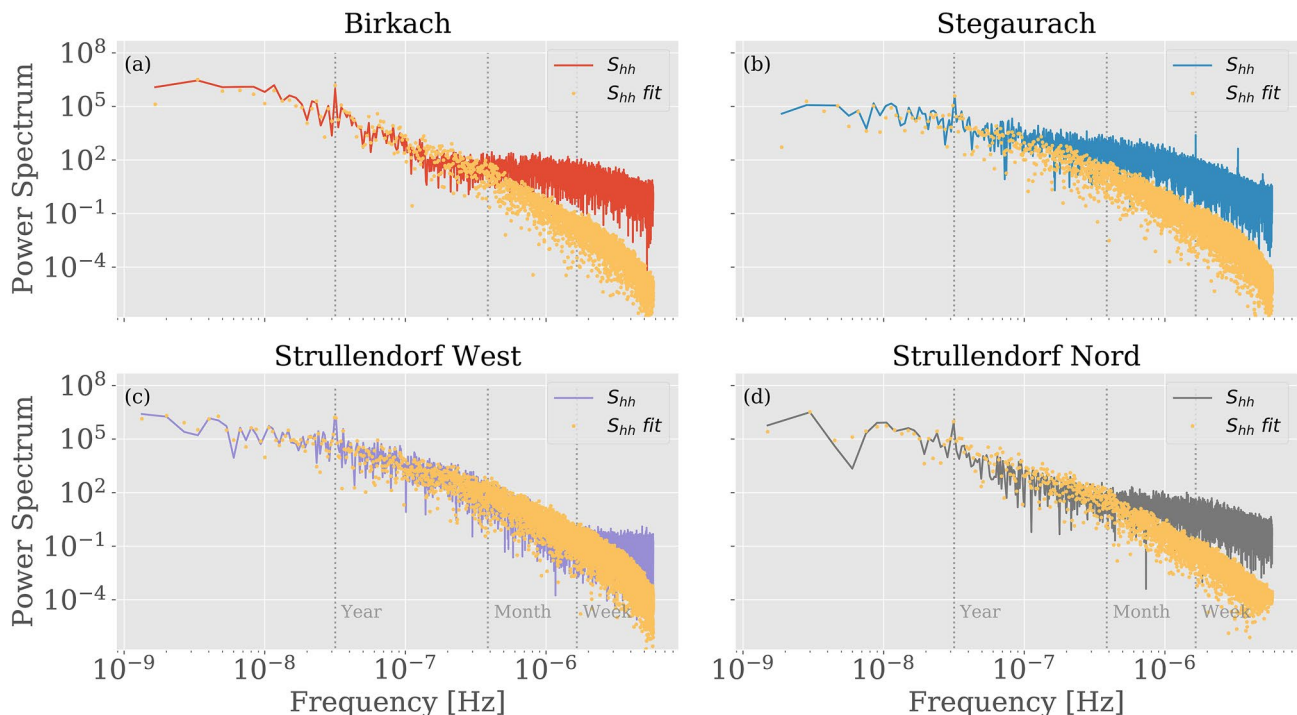 Birkach
Stegaurach
10^8
10^5
10^2
10^-1
10^-4
Power Spectrum
(a)
S_hh
S_hh fit
(b)
S_hh
S_hh fit
Strullendorf West
Strullendorf Nord
10^8
10^5
10^2
10^-1
10^-4
Power Spectrum
(c)
S_hh
S_hh fit
Year
Month
Week
(d)
S_hh
S_hh fit
Year
Month
Week
10^-9
10^-8
10^-7
10^-6
Frequency [Hz]
10^-9
10^-8
10^-7
10^-6
Frequency [Hz]